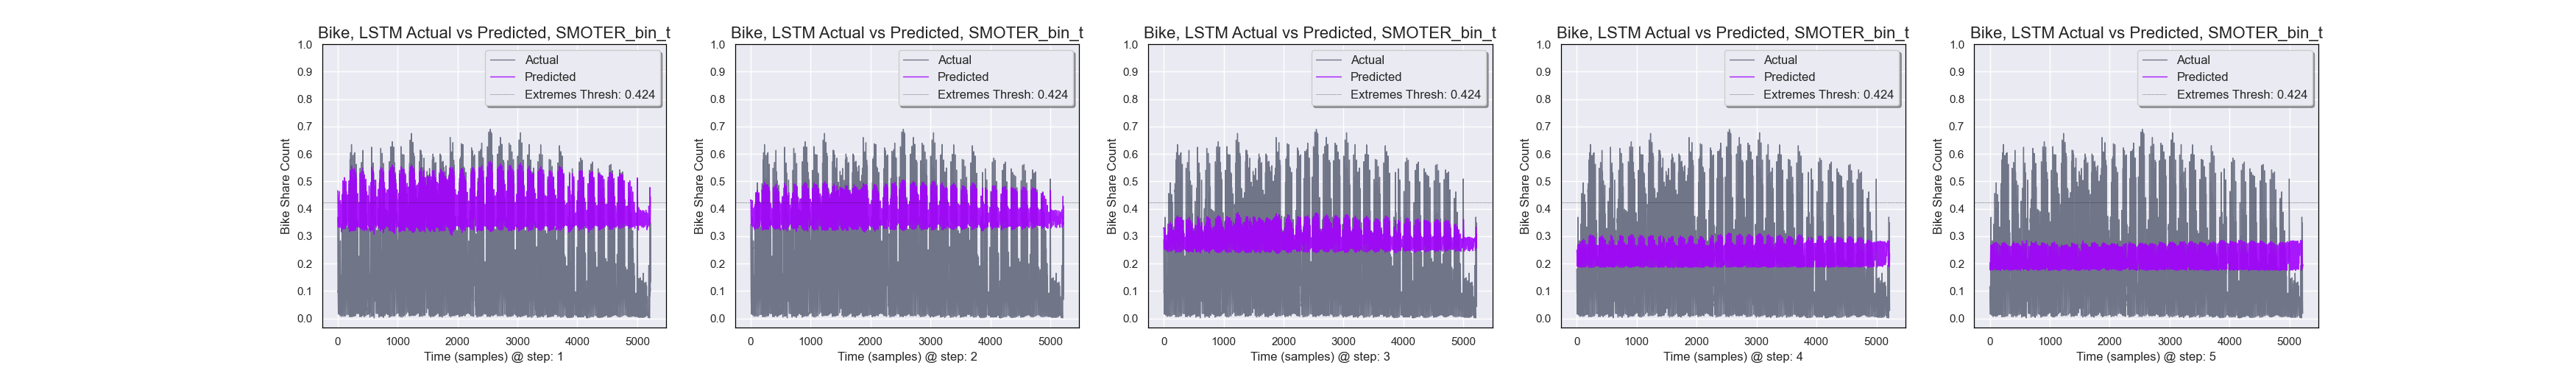 Bike, LSTM Actual vs Predicted, SMOTER_bin_t
Actual
Predicted
Extremes Thresh: 0.424
1.0
0.9
0.8
0.7
0.6
0.5
0.4
0.3
0.2
0.1
0.0
Bike Share Count
0 1000 2000 3000 4000 5000
Time (samples) @ step: 1
Bike, LSTM Actual vs Predicted, SMOTER_bin_t
Actual
Predicted
Extremes Thresh: 0.424
1.0
0.9
0.8
0.7
0.6
0.5
0.4
0.3
0.2
0.1
0.0
Bike Share Count
0 1000 2000 3000 4000 5000
Time (samples) @ step: 2
Bike, LSTM Actual vs Predicted, SMOTER_bin_t
Actual
Predicted
Extremes Thresh: 0.424
1.0
0.9
0.8
0.7
0.6
0.5
0.4
0.3
0.2
0.1
0.0
Bike Share Count
0 1000 2000 3000 4000 5000
Time (samples) @ step: 3
Bike, LSTM Actual vs Predicted, SMOTER_bin_t
Actual
Predicted
Extremes Thresh: 0.424
1.0
0.9
0.8
0.7
0.6
0.5
0.4
0.3
0.2
0.1
0.0
Bike Share Count
0 1000 2000 3000 4000 5000
Time (samples) @ step: 4
Bike, LSTM Actual vs Predicted, SMOTER_bin_t
Actual
Predicted
Extremes Thresh: 0.424
1.0
0.9
0.8
0.7
0.6
0.5
0.4
0.3
0.2
0.1
0.0
Bike Share Count
0 1000 2000 3000 4000 5000
Time (samples) @ step: 5